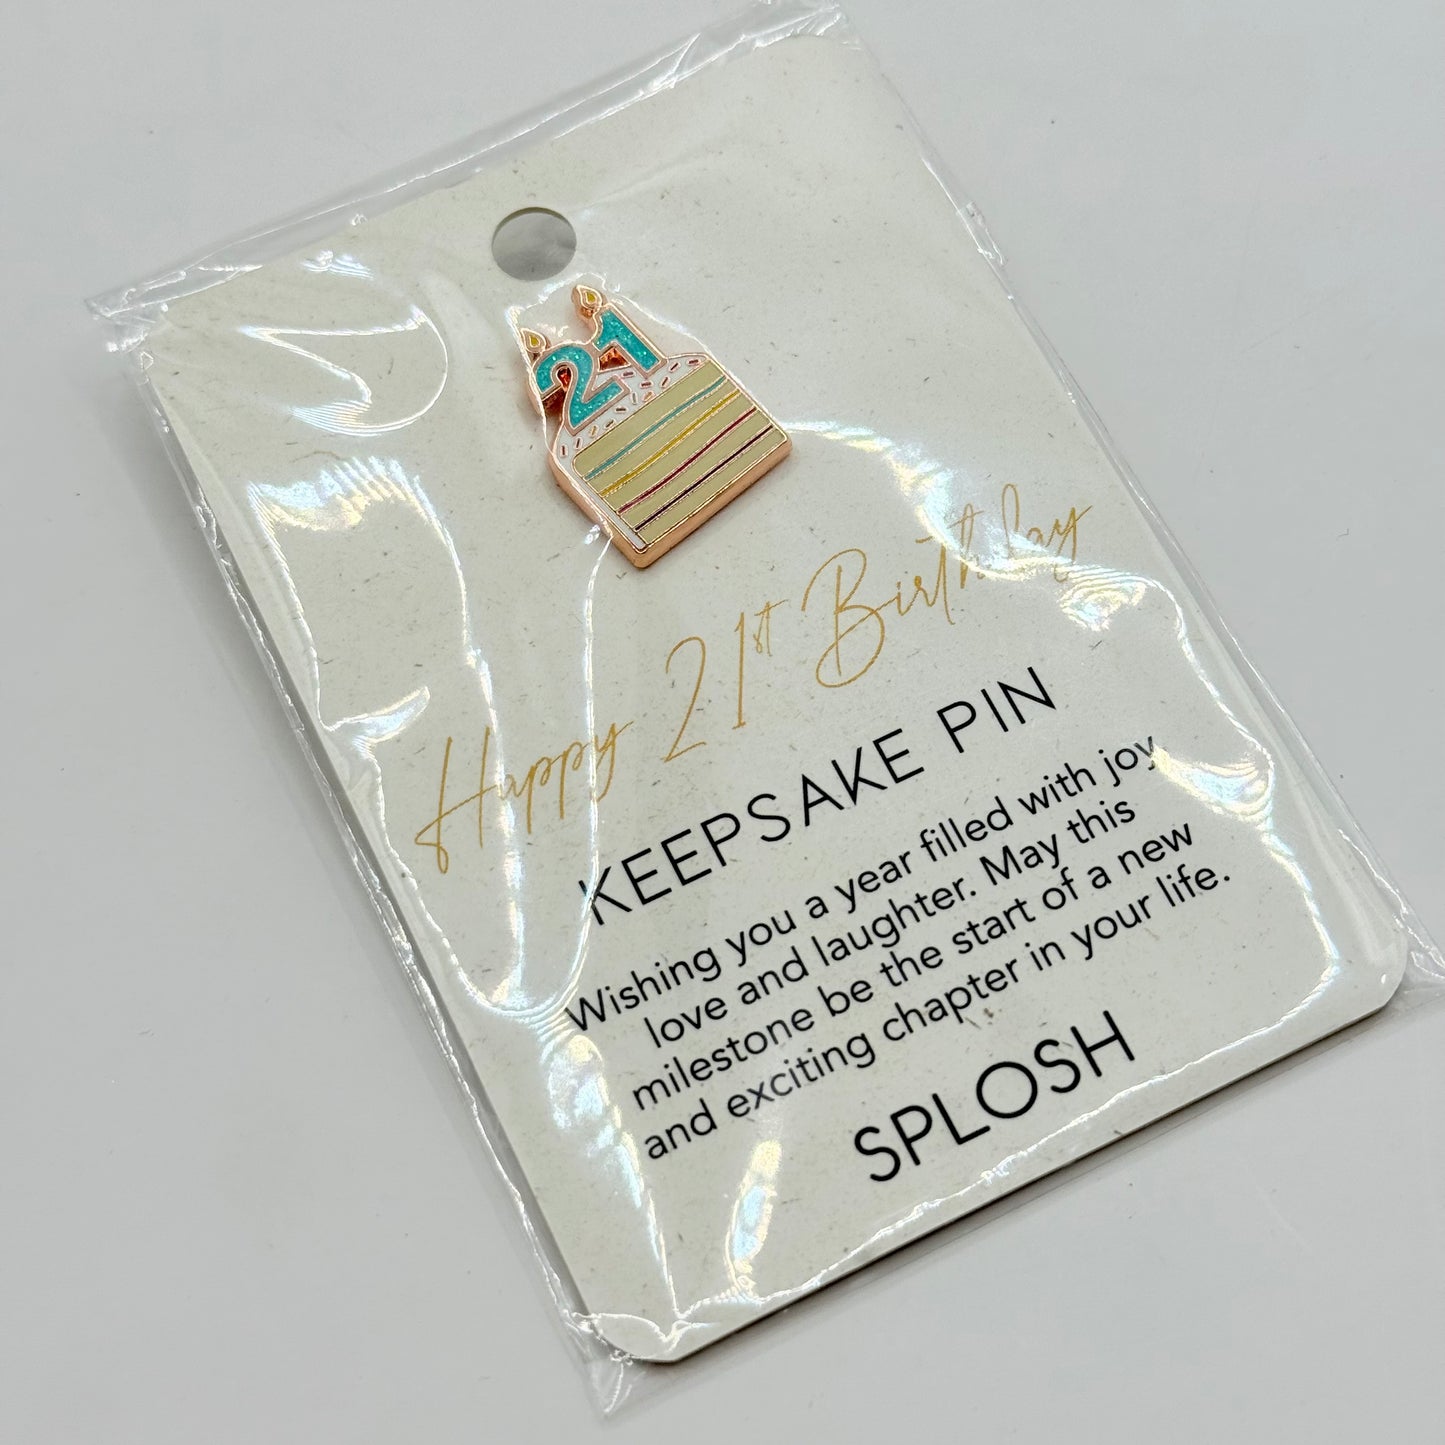 21
Happy 21st Birthday
KEEPSAKE PIN
Wishing you a year filled with joy
love and laughter. May this
milestone be the start of a new
and exciting chapter in your life.
SPLOSH